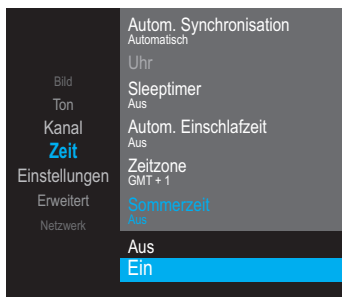 Bild
Ton
Kanal
Zeit
Einstellungen
Erweitert
Netzwerk
Autom. Synchronisation
Automatisch
Uhr
Sleeptimer
Aus
Autom. Einschlafzeit
Aus
Zeitzone
GMT + 1
Sommerzeit
Aus
Aus
Ein